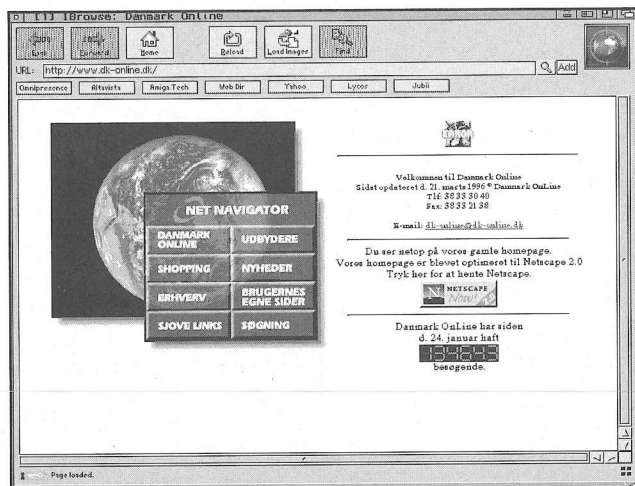 [1] IBrowse: Danmark Online
Back Forward Home Reload Load Images Find
URL: http://www.dk-online.dk/ Add
Omnipresence Altavista Amiga Tech Web Dir Yahoo Lycos Jubii
NET NAVIGATOR
DANMARK ONLINE
UDBYDERE
SHOPPING
NYHEDER
ERHVERV
BRUGERNES EGNE SIDER
SJOVE LINKS
SØGNING
Velkommen til Danmark Online
Sidst opdateret d. 21. marts 1996 © Danmark OnLine
Tlf: 38 33 30 40
Fax: 38 33 21 38
E-mail: dk-online@dk-online.dk
Du ser netop på vores gamle homepage.
Vores homepage er blevet optimeret til Netscape 2.0
Tryk her for at hente Netscape.
N NETSCAPE
Now!
Danmark OnLine har siden
d. 24. januar haft
134843
besøgende.
Page loaded.